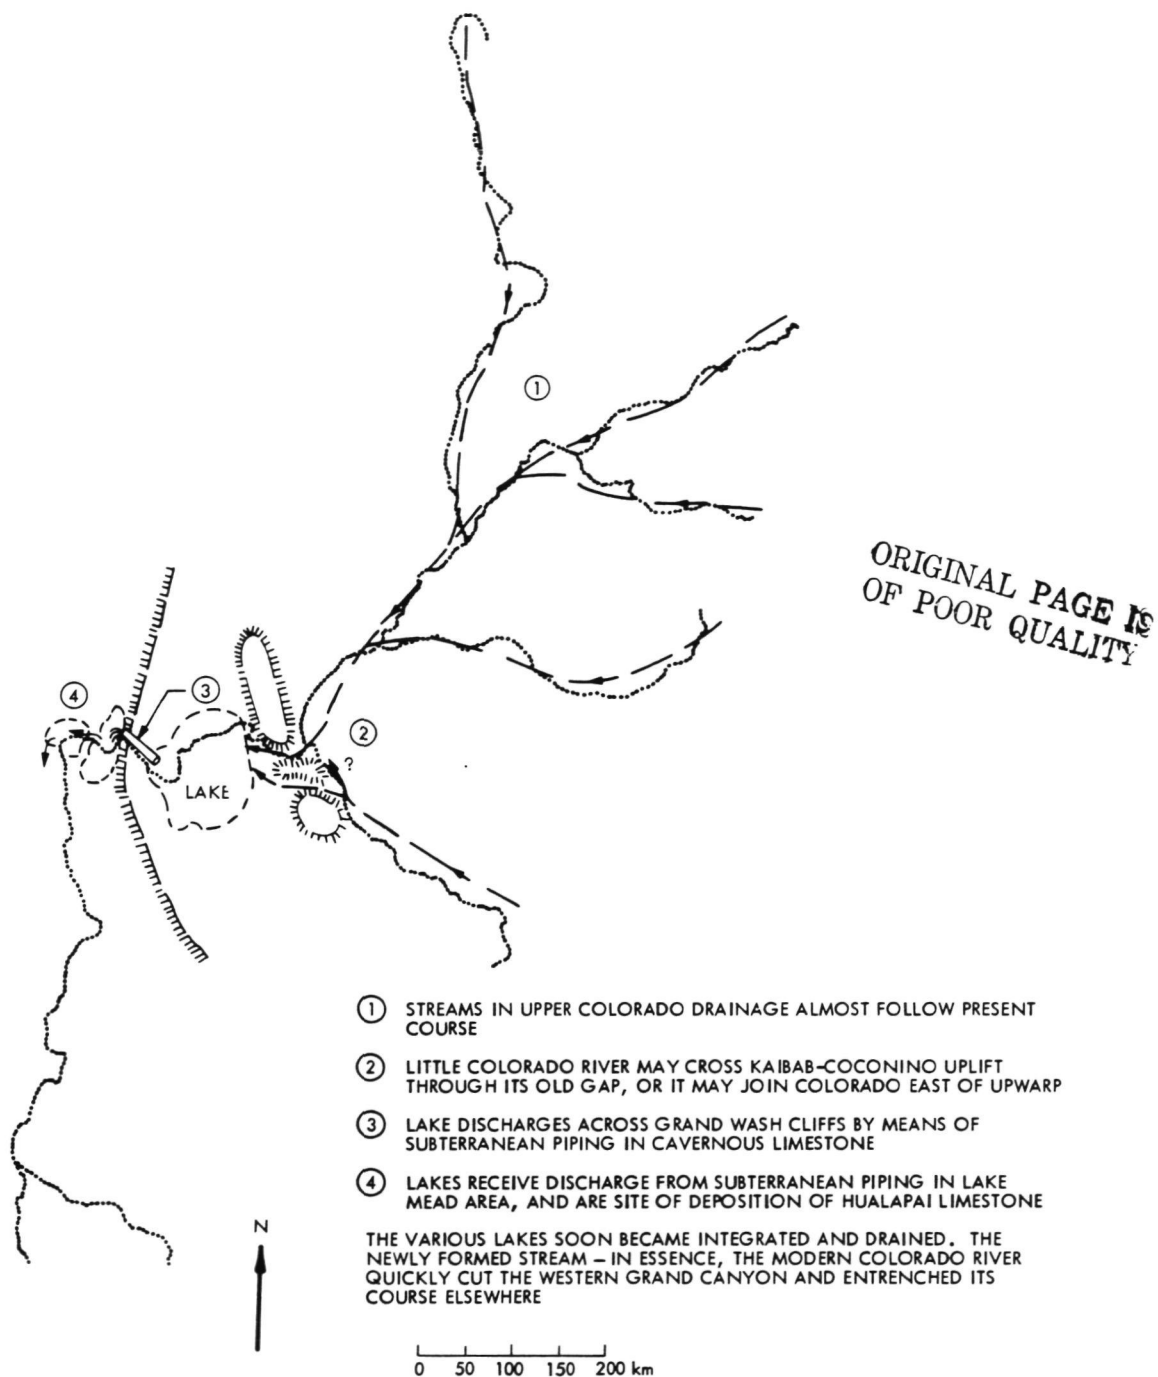 ①
ORIGINAL PAGE IS
OF POOR QUALITY
④
③
②
?
LAKE
① STREAMS IN UPPER COLORADO DRAINAGE ALMOST FOLLOW PRESENT
COURSE
② LITTLE COLORADO RIVER MAY CROSS KAIBAB-COCONINO UPLIFT
THROUGH ITS OLD GAP, OR IT MAY JOIN COLORADO EAST OF UPWARP
③ LAKE DISCHARGES ACROSS GRAND WASH CLIFFS BY MEANS OF
SUBTERRANEAN PIPING IN CAVERNOUS LIMESTONE
④ LAKES RECEIVE DISCHARGE FROM SUBTERRANEAN PIPING IN LAKE
MEAD AREA, AND ARE SITE OF DEPOSITION OF HUALAPAI LIMESTONE
THE VARIOUS LAKES SOON BECAME INTEGRATED AND DRAINED. THE
NEWLY FORMED STREAM – IN ESSENCE, THE MODERN COLORADO RIVER
QUICKLY CUT THE WESTERN GRAND CANYON AND ENTRENCHED ITS
COURSE ELSEWHERE
N
0 50 100 150 200 km